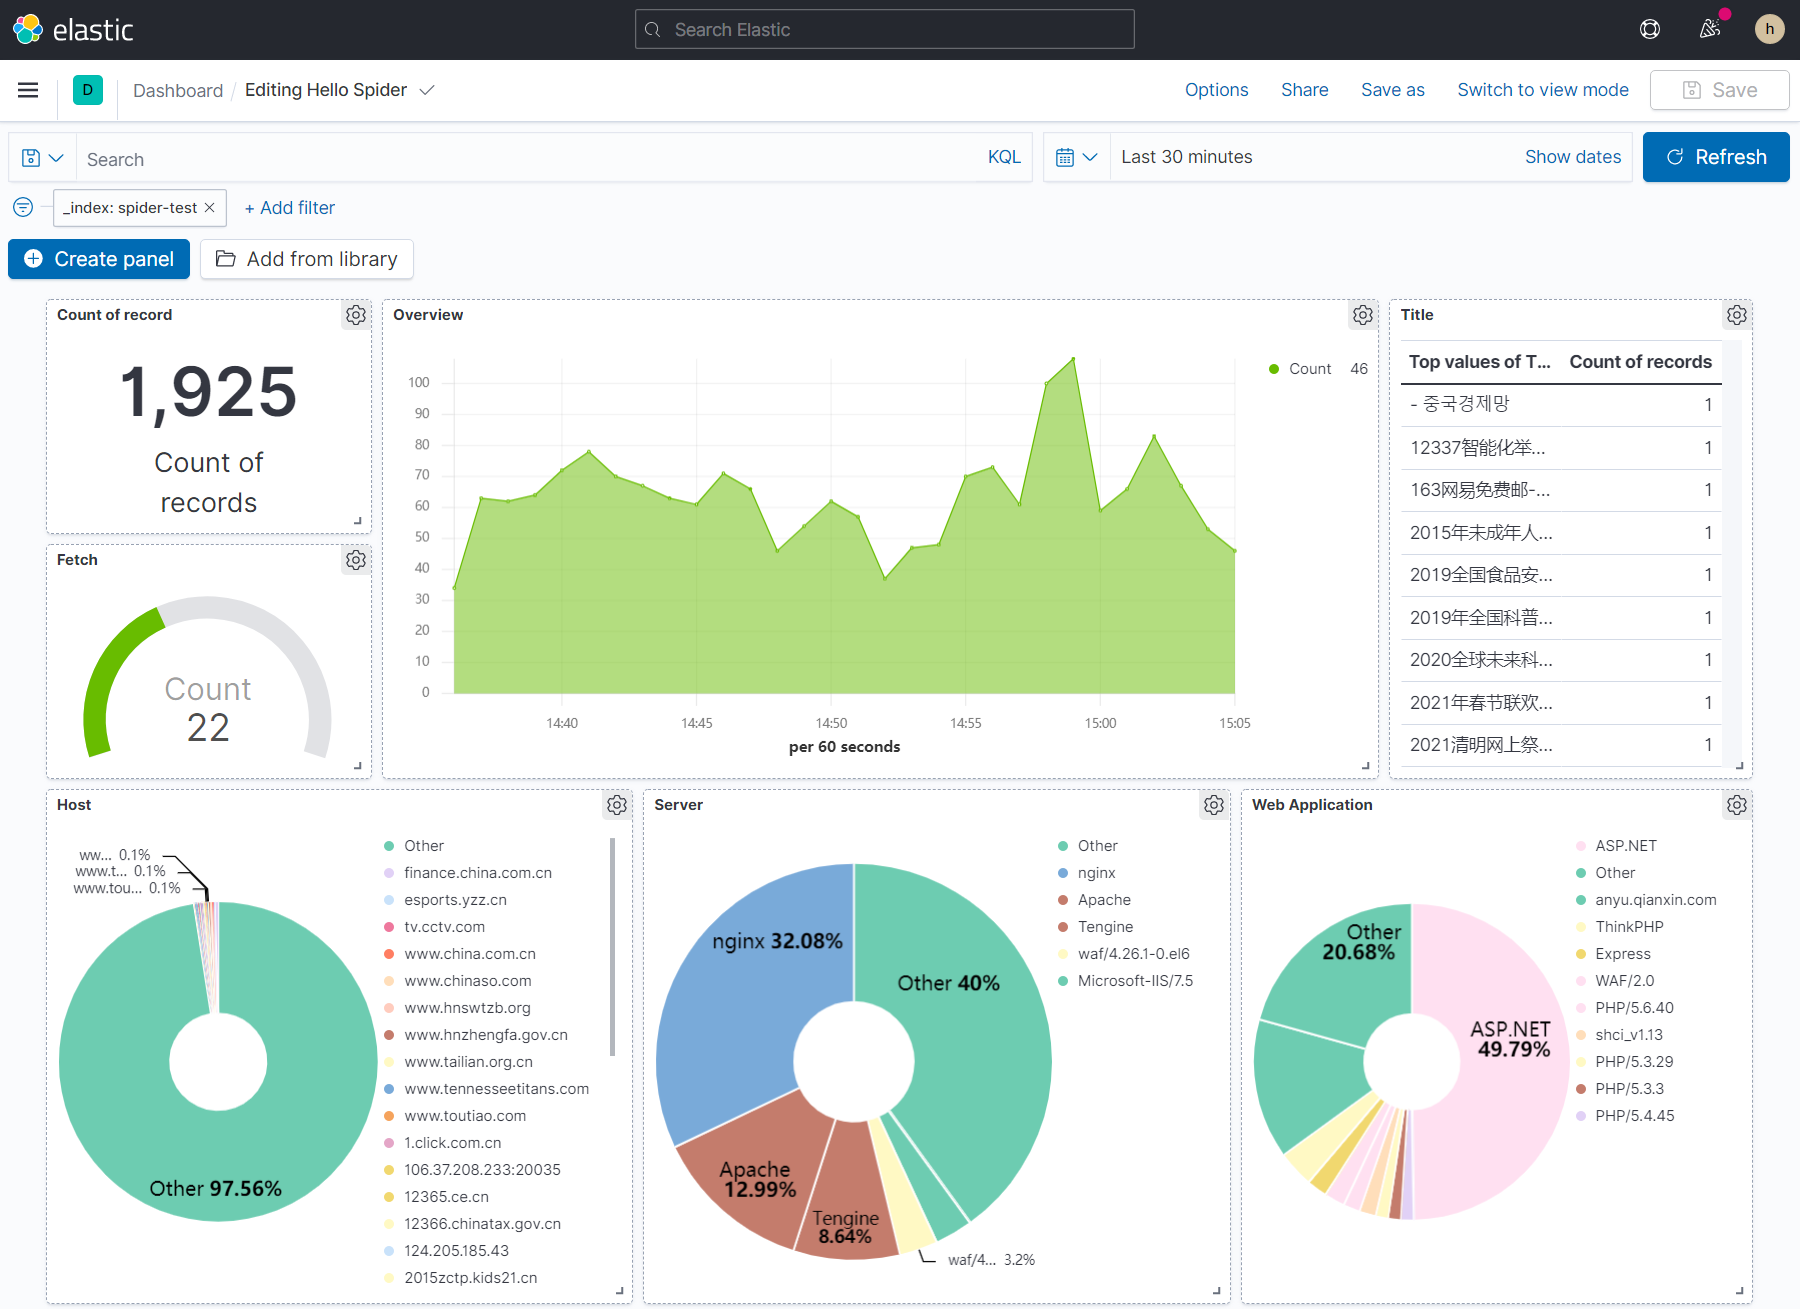 elastic
Search Elastic
h
D
Dashboard / Editing Hello Spider
Options
Share
Save as
Switch to view mode
Save
Search
KQL
Last 30 minutes
Show dates
Refresh
_index: spider-test
+ Add filter
Create panel
Add from library
Count of record
1,925
Count of
records
Fetch
Count
22
Overview
100
90
80
70
60
50
40
30
20
10
0
14:40
14:45
14:50
14:55
15:00
15:05
per 60 seconds
Count 46
Title
Top values of T... Count of records
- 중국경제망 1
12337智能化举... 1
163网易免费邮-... 1
2015年未成年人... 1
2019全国食品安... 1
2019年全国科普... 1
2020全球未来科... 1
2021年春节联欢... 1
2021清明网上祭... 1
Host
ww... 0.1%
www.t... 0.1%
www.tou... 0.1%
Other 97.56%
Other
finance.china.com.cn
esports.yzz.cn
tv.cctv.com
www.china.com.cn
www.chinaso.com
www.hnswtzb.org
www.hnzhengfa.gov.cn
www.tailian.org.cn
www.tennesseetitans.com
www.toutiao.com
1.click.com.cn
106.37.208.233:20035
12365.ce.cn
12366.chinatax.gov.cn
124.205.185.43
2015zctp.kids21.cn
Server
nginx 32.08%
Other 40%
Apache
12.99%
Tengine
8.64%
waf/4... 3.2%
Other
nginx
Apache
Tengine
waf/4.26.1-0.el6
Microsoft-IIS/7.5
Web Application
Other
20.68%
ASP.NET
49.79%
ASP.NET
Other
anyu.qianxin.com
ThinkPHP
Express
WAF/2.0
PHP/5.6.40
shci_v1.13
PHP/5.3.29
PHP/5.3.3
PHP/5.4.45